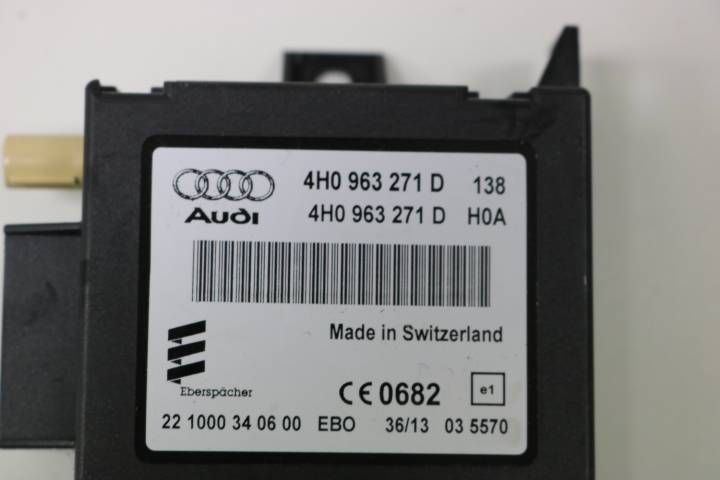 4H0 963 271 D 138
Audi 4H0 963 271 D H0A
Made in Switzerland
Eberspächer CE 0682 e1
22 1000 34 06 00 EBO 36/13 03 5570